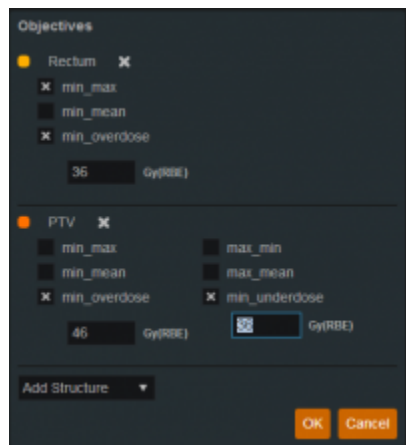 Objectives
Rectum
min_max
min_mean
min_overdose
36 Gy(RBE)
PTV
min_max max_min
min_mean max_mean
min_overdose min_underdose
46 Gy(RBE) Gy(RBE)
Add Structure
OK Cancel